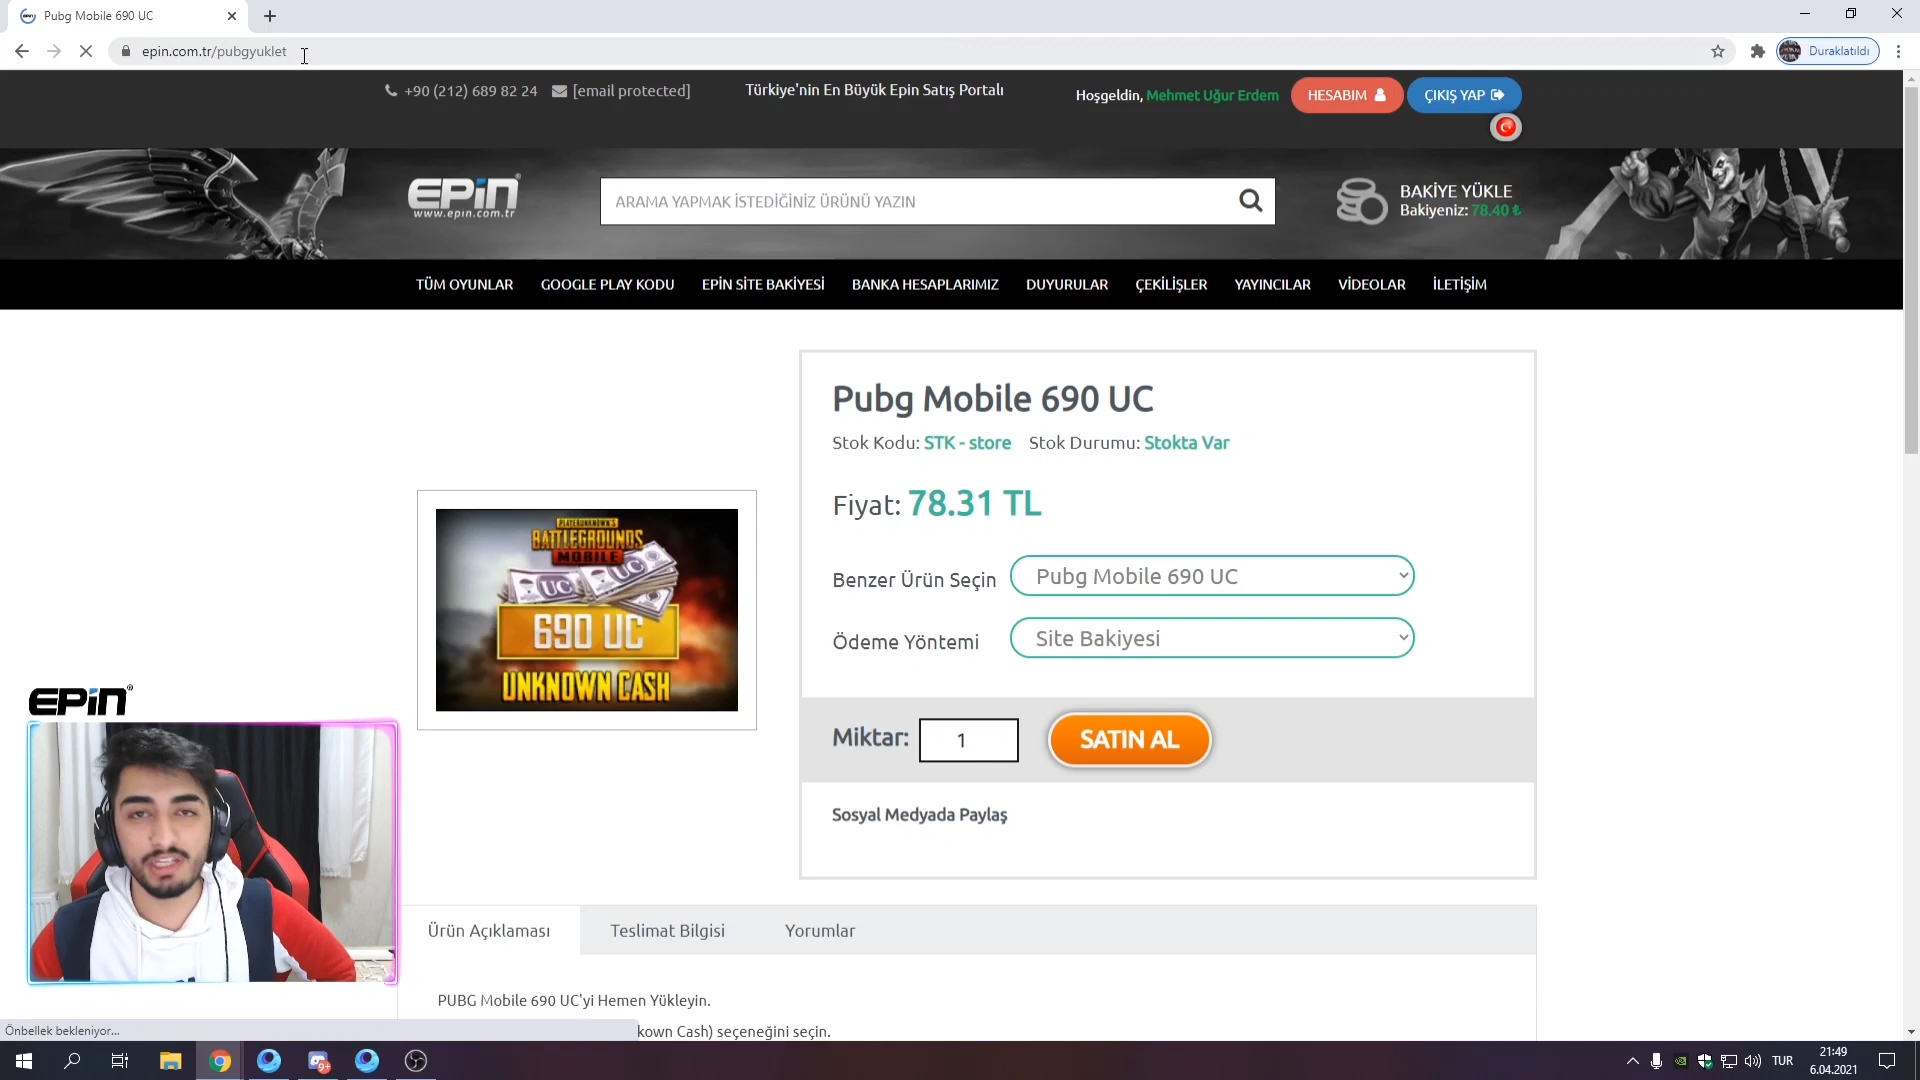 Pubg Mobile 690 UC
epin.com.tr/pubgyuklet
Duraklatıldı
+90 (212) 689 82 24
[email protected]
Türkiye'nin En Büyük Epin Satış Portalı
Hoşgeldin, Mehmet Uğur Erdem
HESABIM
ÇIKIŞ YAP
EPiN
www.epin.com.tr
ARAMA YAPMAK İSTEDİĞİNİZ ÜRÜNÜ YAZIN
BAKİYE YÜKLE
Bakiyeniz: 78.40 ₺
TÜM OYUNLAR
GOOGLE PLAY KODU
EPİN SİTE BAKİYESİ
BANKA HESAPLARIMIZ
DUYURULAR
ÇEKİLİŞLER
YAYINCILAR
VİDEOLAR
İLETİŞİM
Pubg Mobile 690 UC
Stok Kodu: STK - store Stok Durumu: Stokta Var
Fiyat: 78.31 TL
Benzer Ürün Seçin
Pubg Mobile 690 UC
Ödeme Yöntemi
Site Bakiyesi
Miktar:
1
SATIN AL
Sosyal Medyada Paylaş
PLAYERUNKNOWN'S
BATTLEGROUNDS
MOBILE
UC
UC
690 UC
UNKNOWN CASH
EPiN
Ürün Açıklaması
Teslimat Bilgisi
Yorumlar
PUBG Mobile 690 UC'yi Hemen Yükleyin.
kown Cash) seçeneğini seçin.
Önbellek bekleniyor...
9+
TUR
21:49
6.04.2021